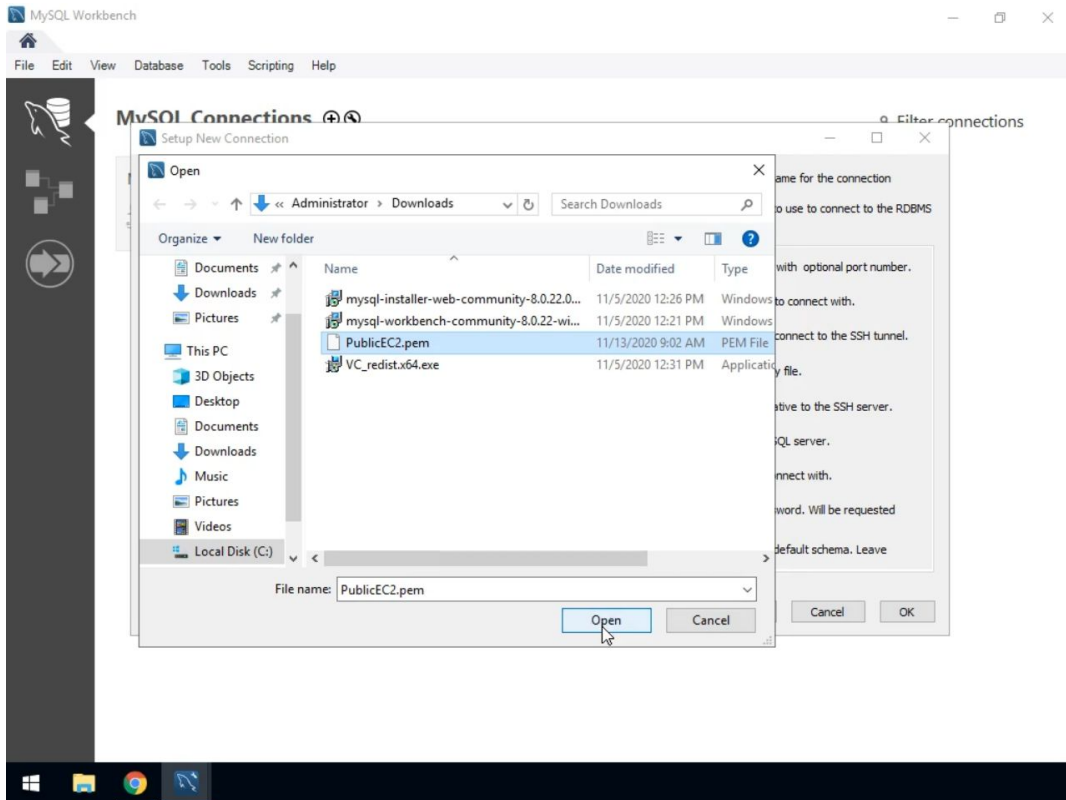 MySQL Workbench
File Edit View Database Tools Scripting Help
MySQL Connections
Filter connections
Setup New Connection
Open
« Administrator > Downloads
Search Downloads
Organize New folder
Name Date modified Type
Documents
Downloads
Pictures
This PC
3D Objects
Desktop
Documents
Downloads
Music
Pictures
Videos
Local Disk (C:)
mysql-installer-web-community-8.0.22.0... 11/5/2020 12:26 PM Windows
mysql-workbench-community-8.0.22-wi... 11/5/2020 12:21 PM Windows
PublicEC2.pem 11/13/2020 9:02 AM PEM File
VC_redist.x64.exe 11/5/2020 12:31 PM Applicatio
File name: PublicEC2.pem
Open Cancel
ame for the connection
to use to connect to the RDBMS
with optional port number.
to connect with.
connect to the SSH tunnel.
y file.
ative to the SSH server.
SQL server.
nnect with.
word. Will be requested
default schema. Leave
Cancel OK